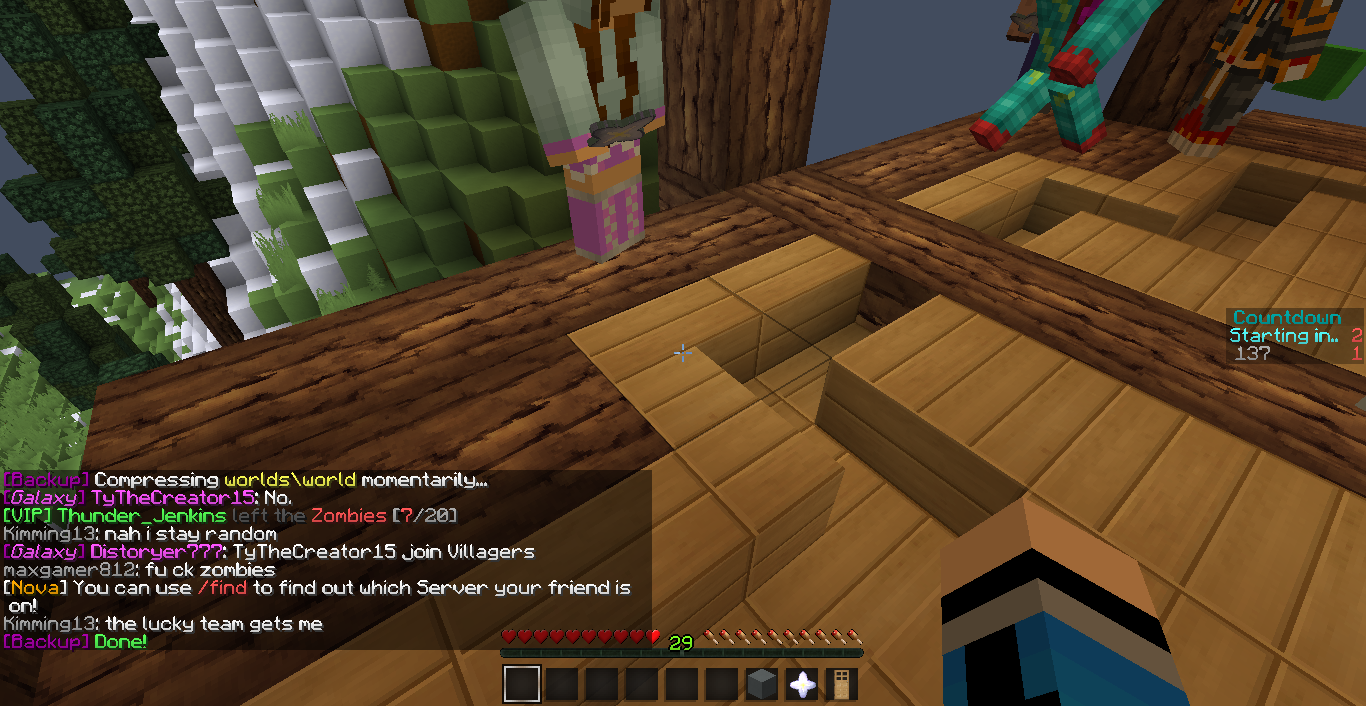 Countdown
Starting in.. 2
137 1
[Backup] Compressing worlds\world momentarily...
[Galaxy] TyTheCreator15: No.
[VIP] Thunder_Jenkins left the Zombies [7/20]
Kimming13: nah i stay random
[Galaxy] Distoryer777: TyTheCreator15 join Villagers
maxgamer812: fu ck zombies
[Nova] You can use /find to find out which Server your friend is
on!
Kimming13: the lucky team gets me
[Backup] Done!
29